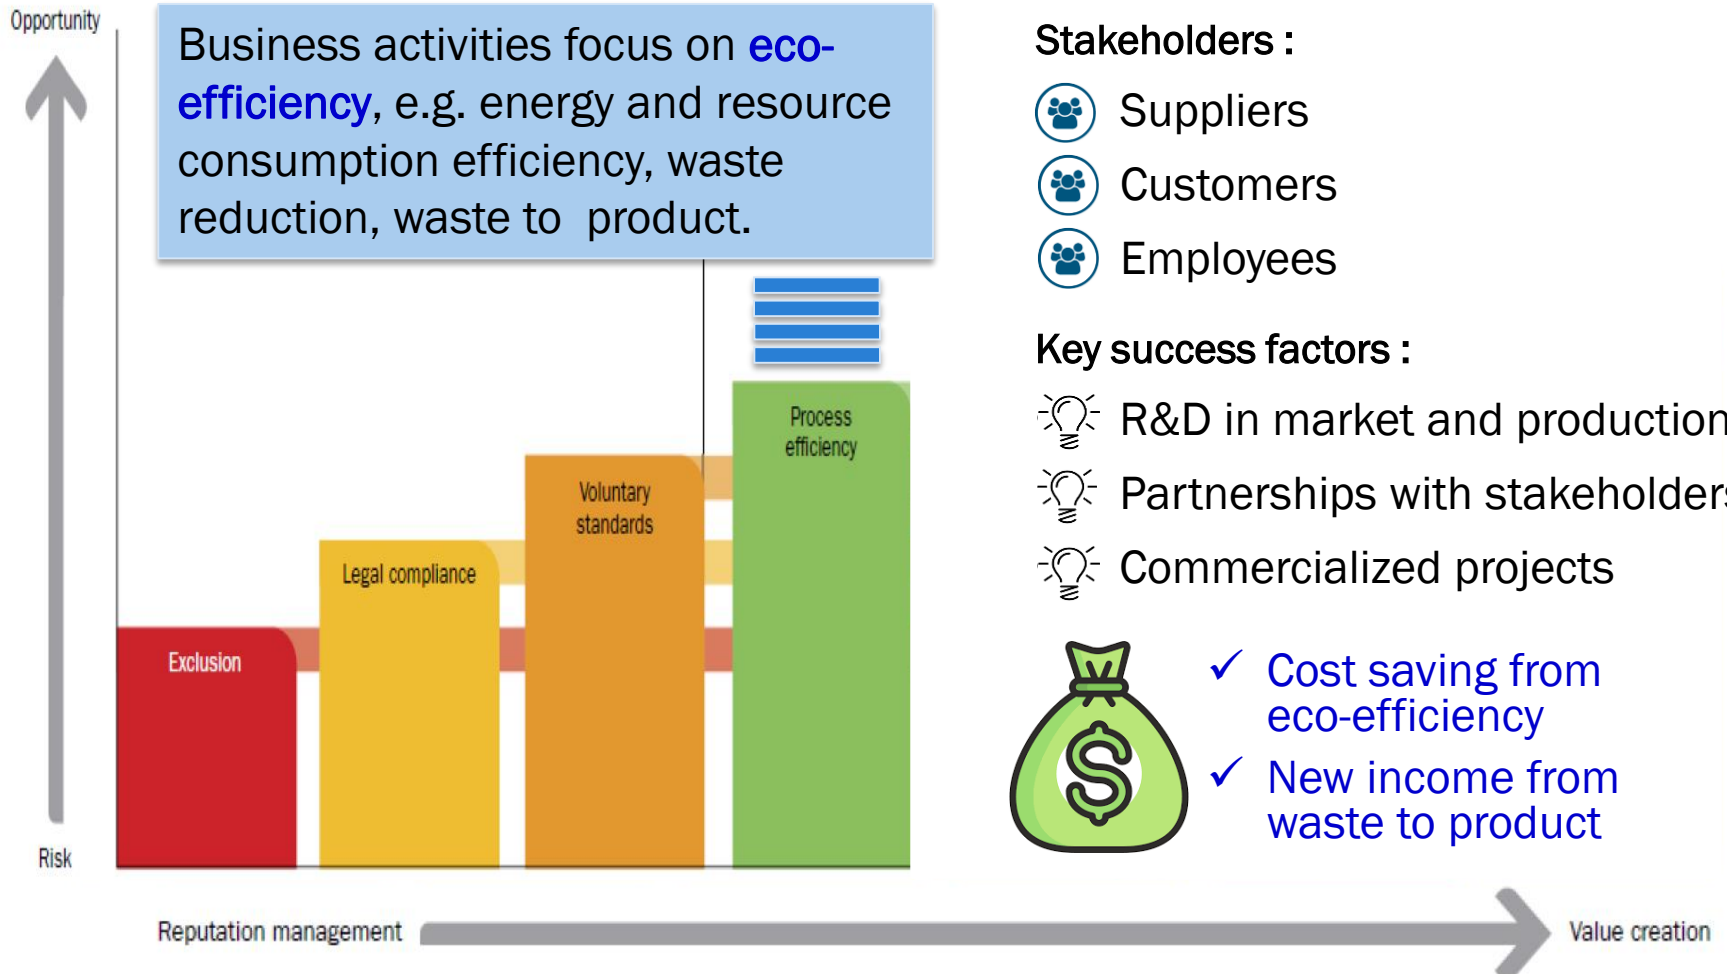 Opportunity
Business activities focus on eco-
efficiency, e.g. energy and resource
consumption efficiency, waste
reduction, waste to  product.
Process
efficiency
Voluntary
standards
Legal compliance
Exclusion
Risk
Reputation management
Value creation
Stakeholders :
Suppliers
Customers
Employees
Key success factors :
R&D in market and production
Partnerships with stakeholders
Commercialized projects
$
✓ Cost saving from
eco-efficiency
✓ New income from
waste to product